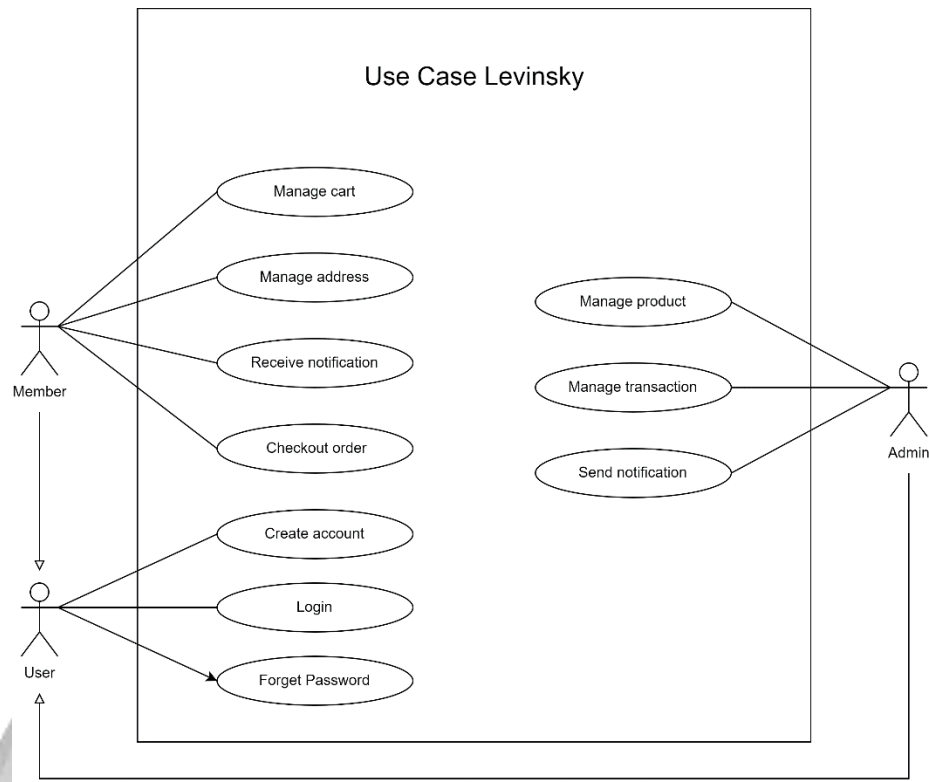 Use Case Levinsky
Manage cart
Manage address
Receive notification
Checkout order
Member
Create account
Login
Forget Password
User
Manage product
Manage transaction
Send notification
Admin